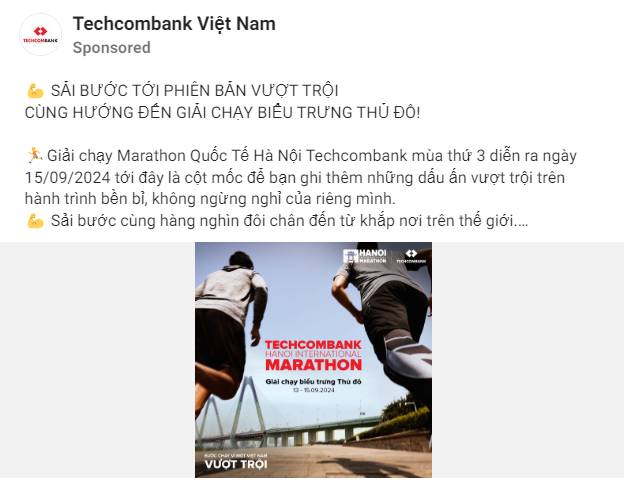 Techcombank Việt Nam
Sponsored
💪 SẢI BƯỚC TỚI PHIÊN BẢN VƯỢT TRỘI
CÙNG HƯỚNG ĐẾN GIẢI CHẠY BIỂU TRƯNG THỦ ĐÔ!
🏃 Giải chạy Marathon Quốc Tế Hà Nội Techcombank mùa thứ 3 diễn ra ngày
15/09/2024 tới đây là cột mốc để bạn ghi thêm những dấu ấn vượt trội trên
hành trình bền bỉ, không ngừng nghỉ của riêng mình.
💪 Sải bước cùng hàng nghìn đôi chân đến từ khắp nơi trên thế giới.…
TECHCOMBANK
HANOI
MARATHON
TECHCOMBANK
TECHCOMBANK
HANOI INTERNATIONAL
MARATHON
Giải chạy biểu trưng Thủ đô
13 - 15.09.2024
BƯỚC CHẠY VÌ MỘT VIỆT NAM
VƯỢT TRỘI